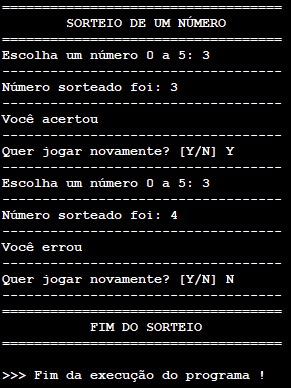 ===================================
SORTEIO DE UM NÚMERO
===================================
Escolha um número 0 a 5: 3
-----------------------------------
Número sorteado foi: 3
-----------------------------------
Você acertou
-----------------------------------
Quer jogar novamente? [Y/N] Y
-----------------------------------
Escolha um número 0 a 5: 3
-----------------------------------
Número sorteado foi: 4
-----------------------------------
Você errou
-----------------------------------
Quer jogar novamente? [Y/N] N
-----------------------------------
===================================
FIM DO SORTEIO
===================================
>>> Fim da execução do programa !